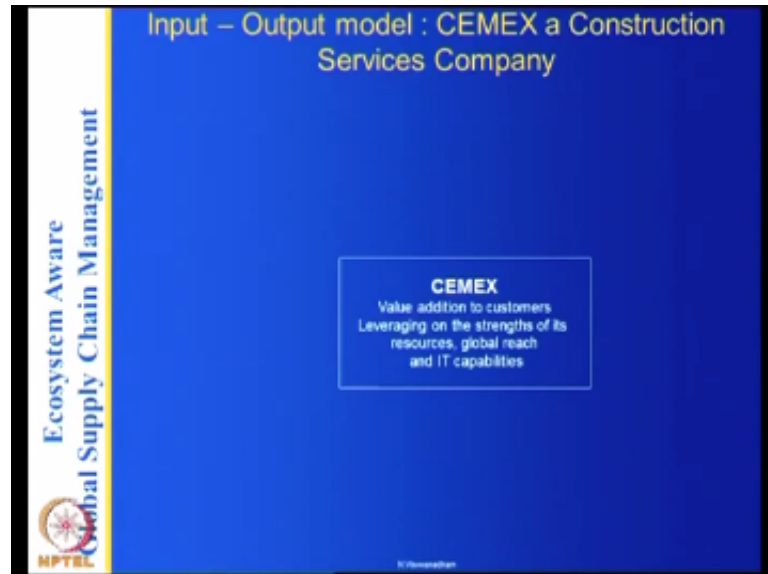 Input – Output model : CEMEX a Construction
Services Company
Ecosystem Aware
Global Supply Chain Management
CEMEX
Value addition to customers
Leveraging on the strengths of its
resources, global reach
and IT capabilities
NPTEL
N.Viswanadham